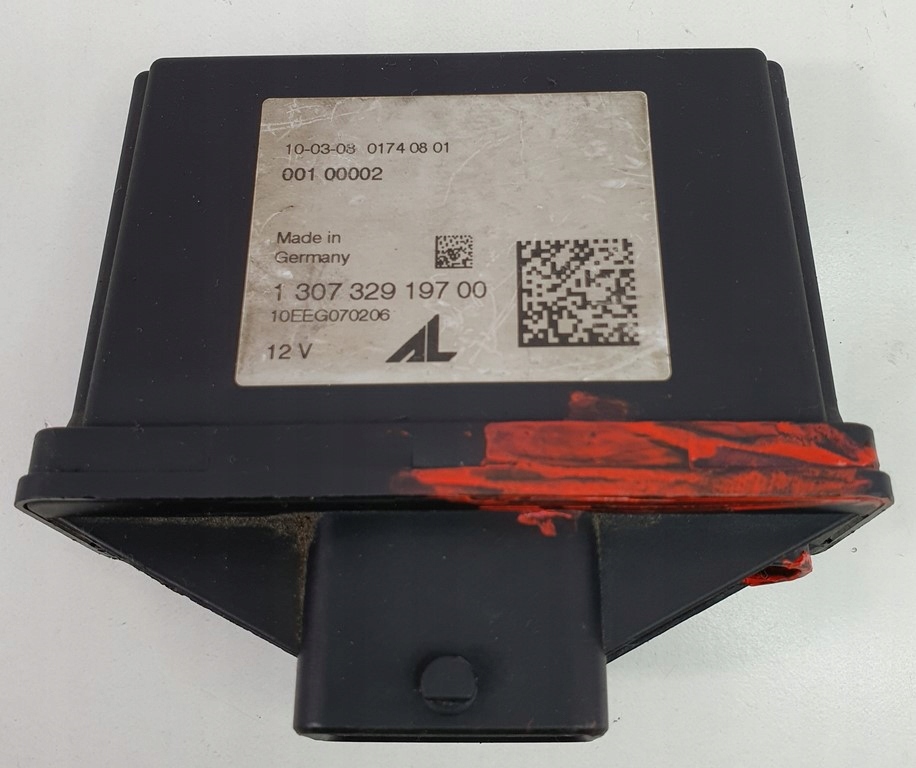 10-03-08 0174 08 01
001 00002
Made in
Germany
1 307 329 197 00
10EEG070206
12 V
AL